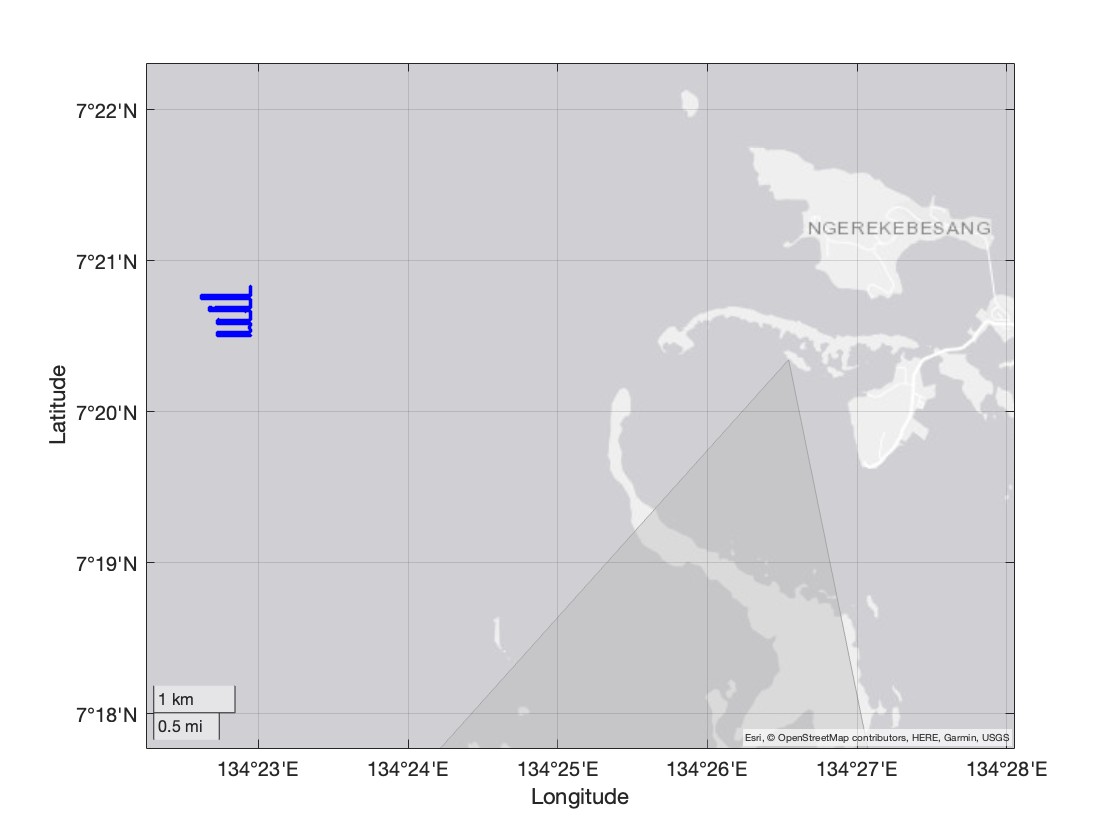 7°22'N
NGEREKEBESANG
7°21'N
7°20'N
Latitude
7°19'N
1 km
7°18'N
0.5 mi
Esri, © OpenStreetMap contributors, HERE, Garmin, USGS
134°23'E 134°24'E 134°25'E 134°26'E 134°27'E 134°28'E
Longitude